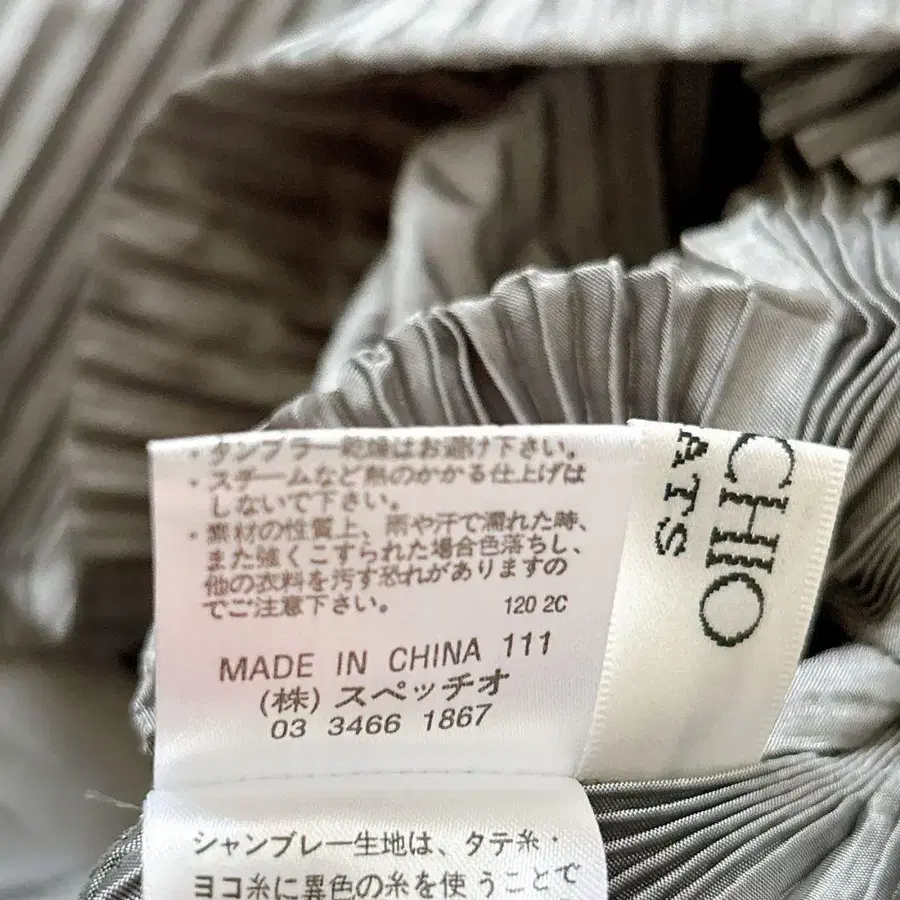 ・タンブラー乾燥はお避け下さい。
・スチームなど熱のかかる仕上げは
しないで下さい。
・素材の性質上、雨や汗で濡れた時、
また強くこすられた場合色落ちし、
他の衣料を汚す恐れがありますの
でご注意下さい。
120 2C
MADE IN CHINA 111
(株) スペッチオ
03 3466 1867
シャンブレー生地は、タテ糸・
ヨコ糸に異色の糸を使うことで
CHIO
ATS